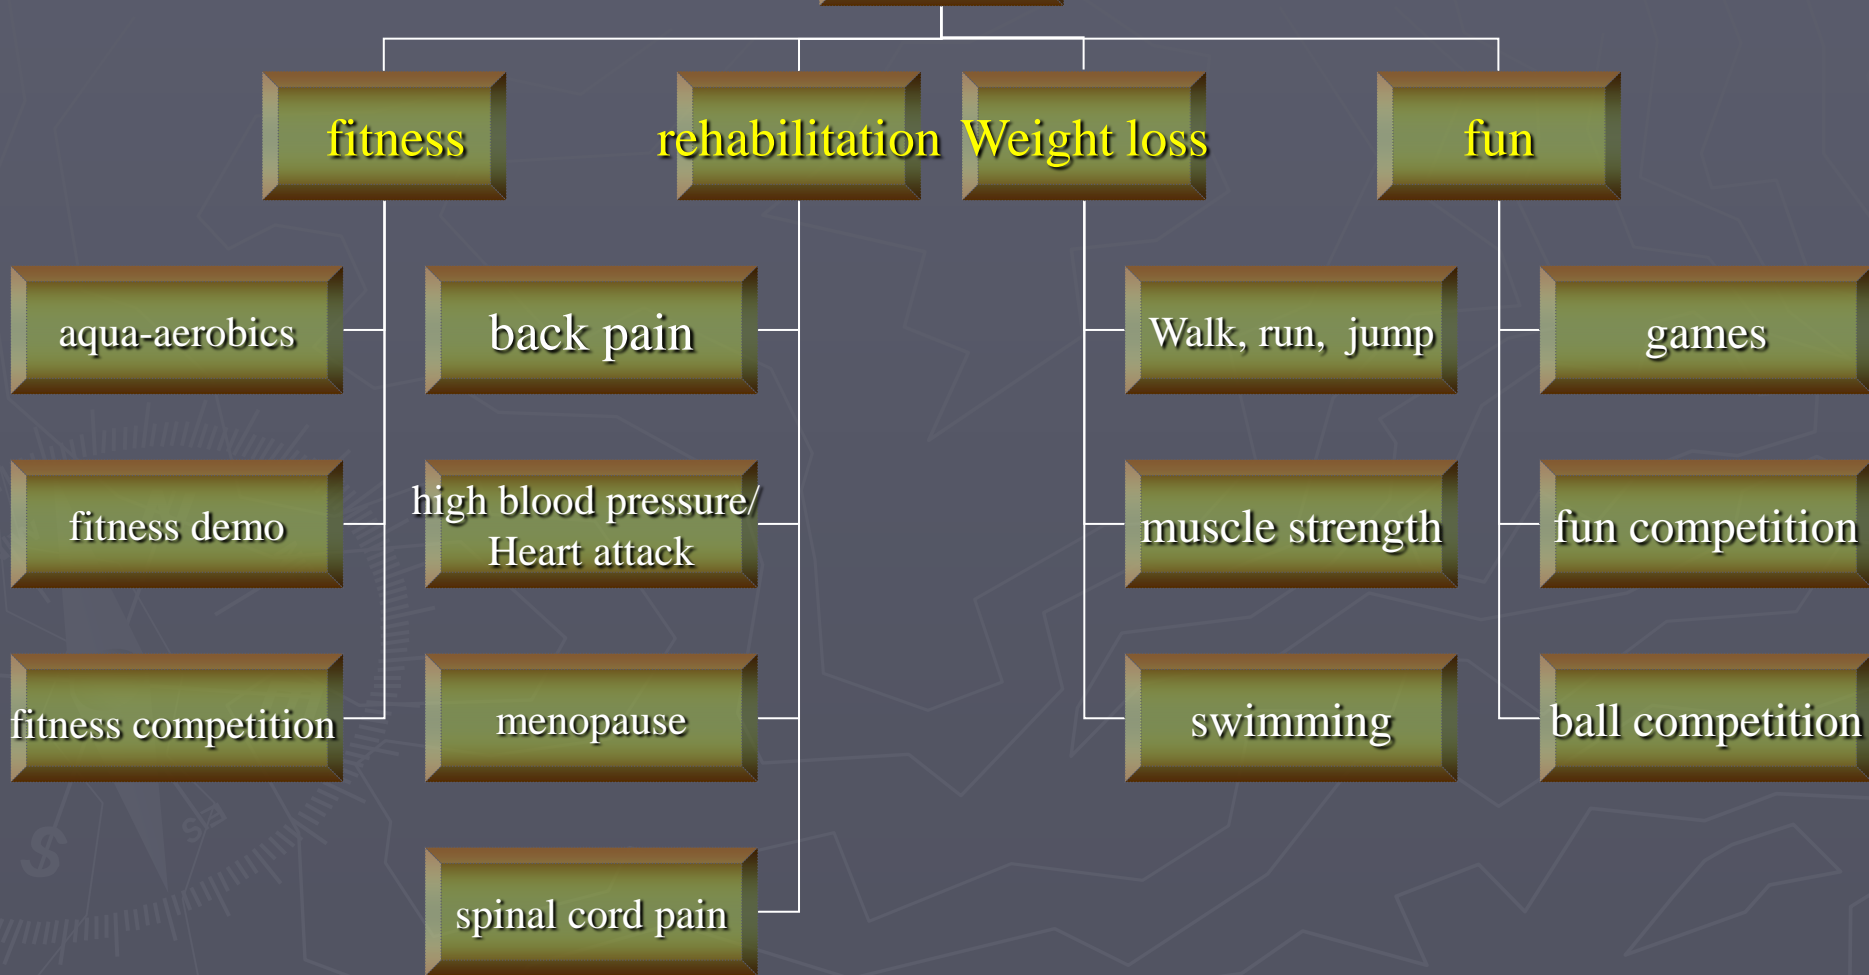 fitness
rehabilitation
Weight loss
fun
aqua-aerobics
back pain
Walk, run, jump
games
fitness demo
high blood pressure/
Heart attack
muscle strength
fun competition
fitness competition
menopause
swimming
ball competition
spinal cord pain
S